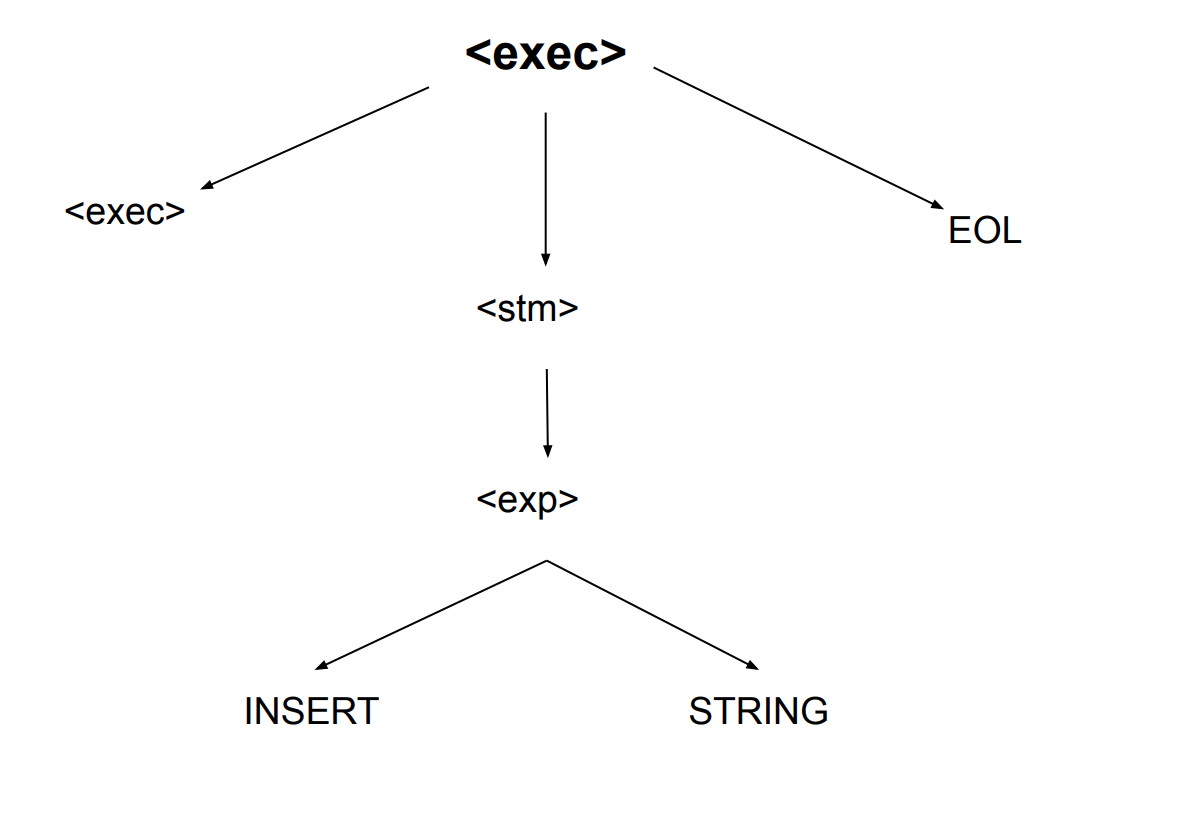 <exec>
<exec>
EOL
<stm>
<exp>
INSERT
STRING